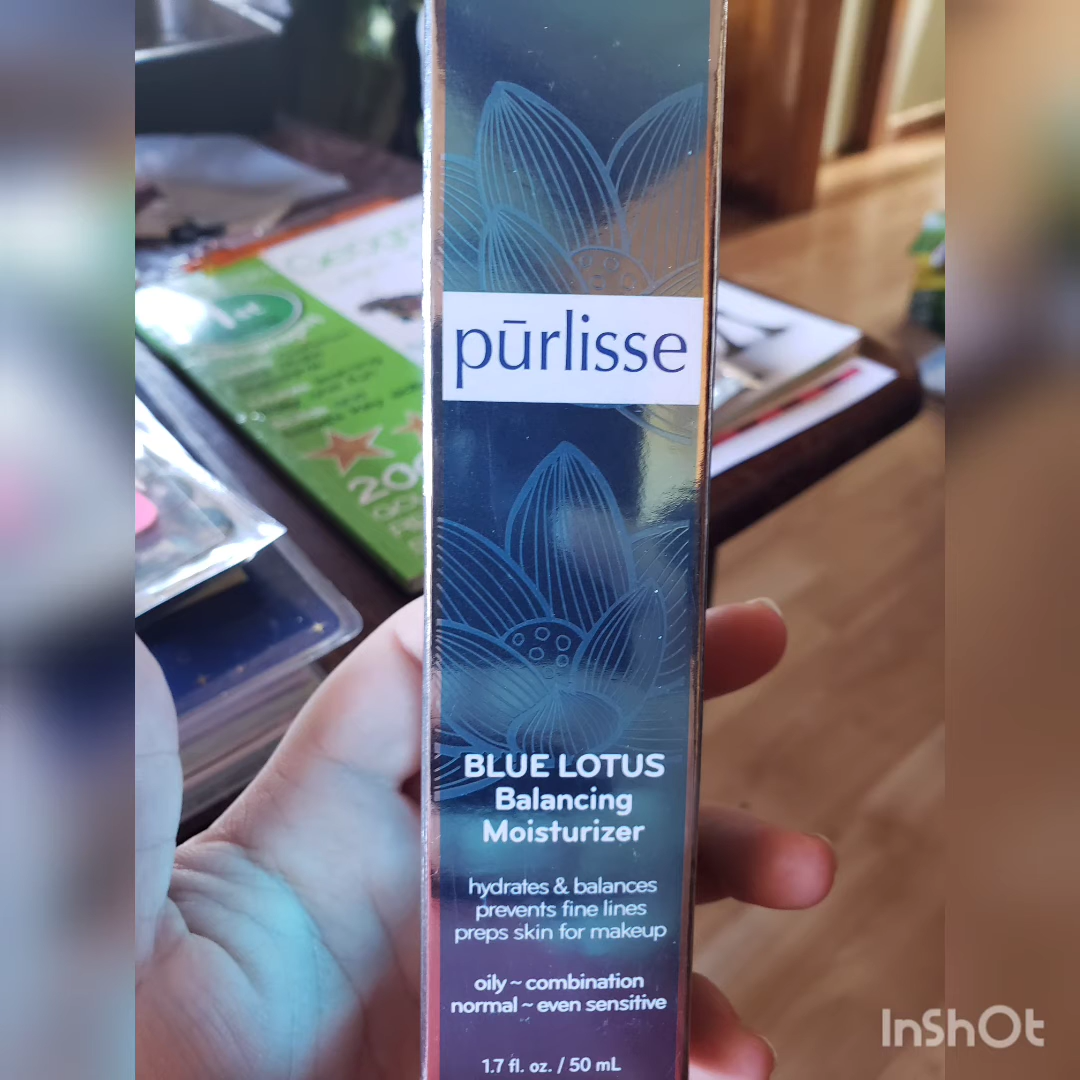 pūrlisse
BLUE LOTUS
Balancing
Moisturizer
hydrates & balances
prevents fine lines
preps skin for makeup
oily ~ combination
normal ~ even sensitive
1.7 fl. oz. / 50 mL
InShOt